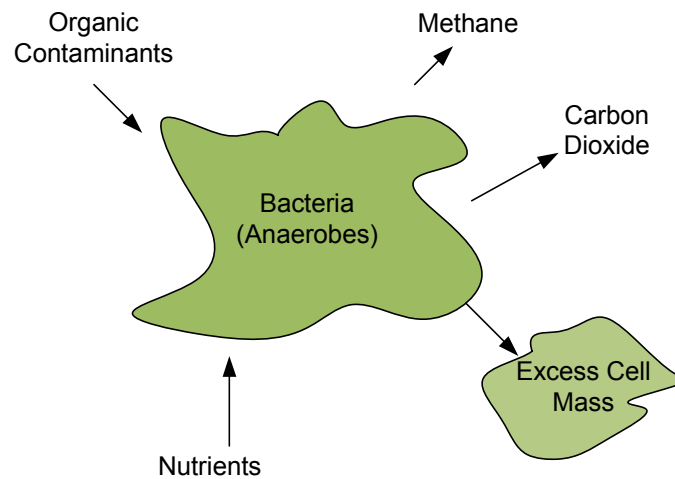 Organic
Contaminants
Methane
Carbon
Dioxide
Bacteria
(Anaerobes)
Excess Cell
Mass
Nutrients